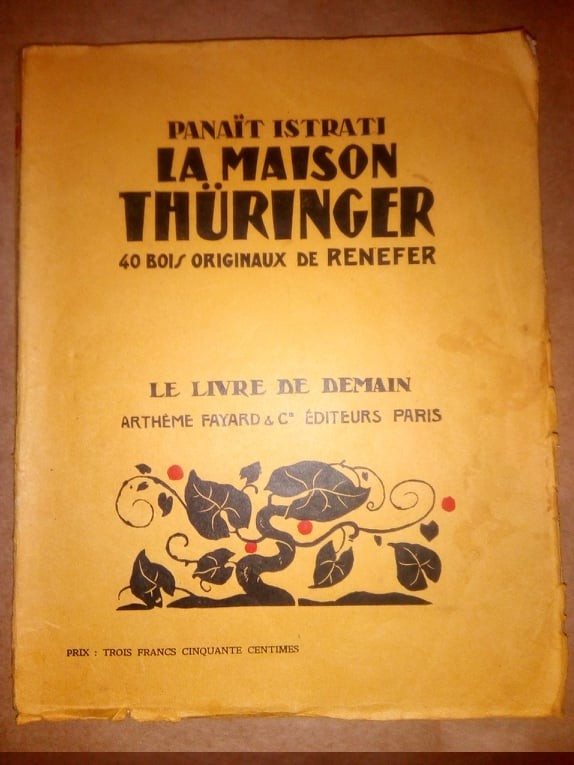 PANAÏT ISTRATI
LA MAISON
THÜRINGER
40 BOIS ORIGINAUX DE RENEFER
LE LIVRE DE DEMAIN
ARTHÈME FAYARD & Cie ÉDITEURS PARIS
PRIX : TROIS FRANCS CINQUANTE CENTIMES